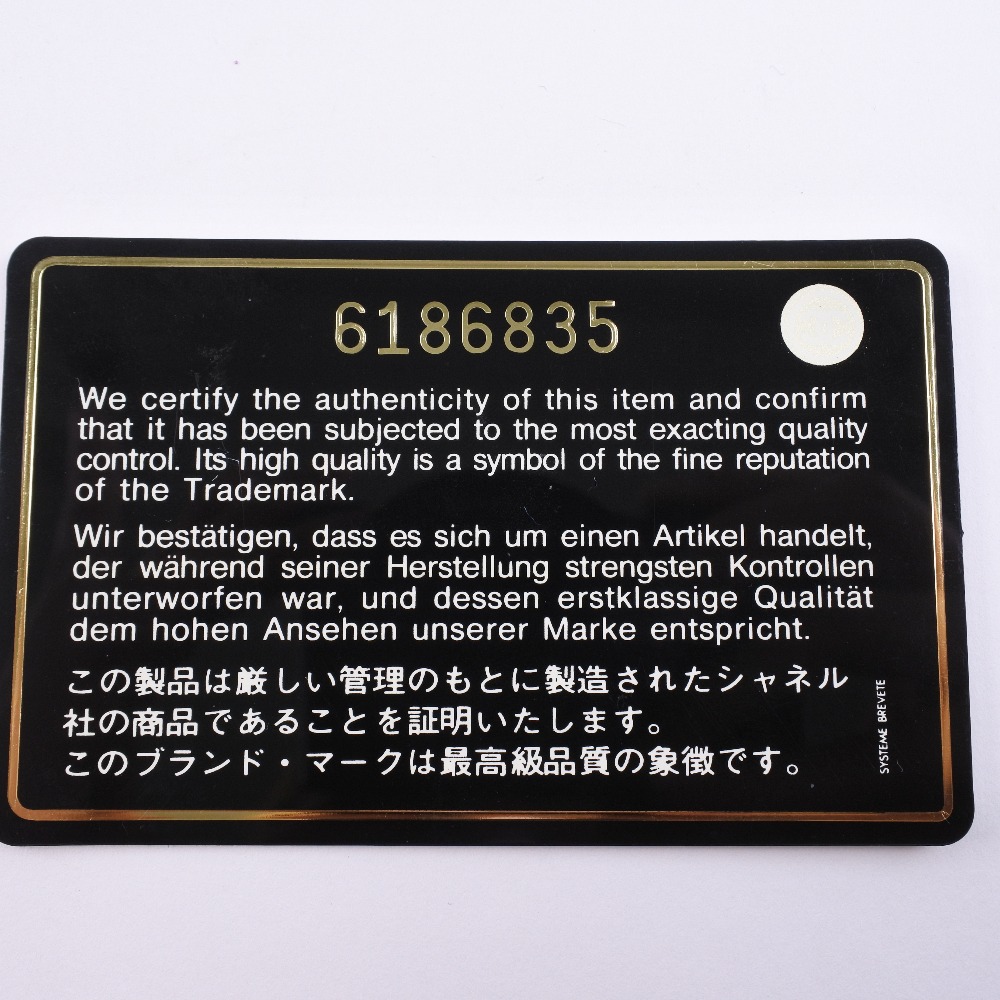 6186835
We certify the authenticity of this item and confirm
that it has been subjected to the most exacting quality
control. Its high quality is a symbol of the fine reputation
of the Trademark.
Wir bestätigen, dass es sich um einen Artikel handelt,
der während seiner Herstellung strengsten Kontrollen
unterworfen war, und dessen erstklassige Qualität
dem hohen Ansehen unserer Marke entspricht.
この製品は厳しい管理のもとに製造されたシャネル
社の商品であることを証明いたします。
このブランド・マークは最高級品質の象徴です。
SYSTEME BREVETE